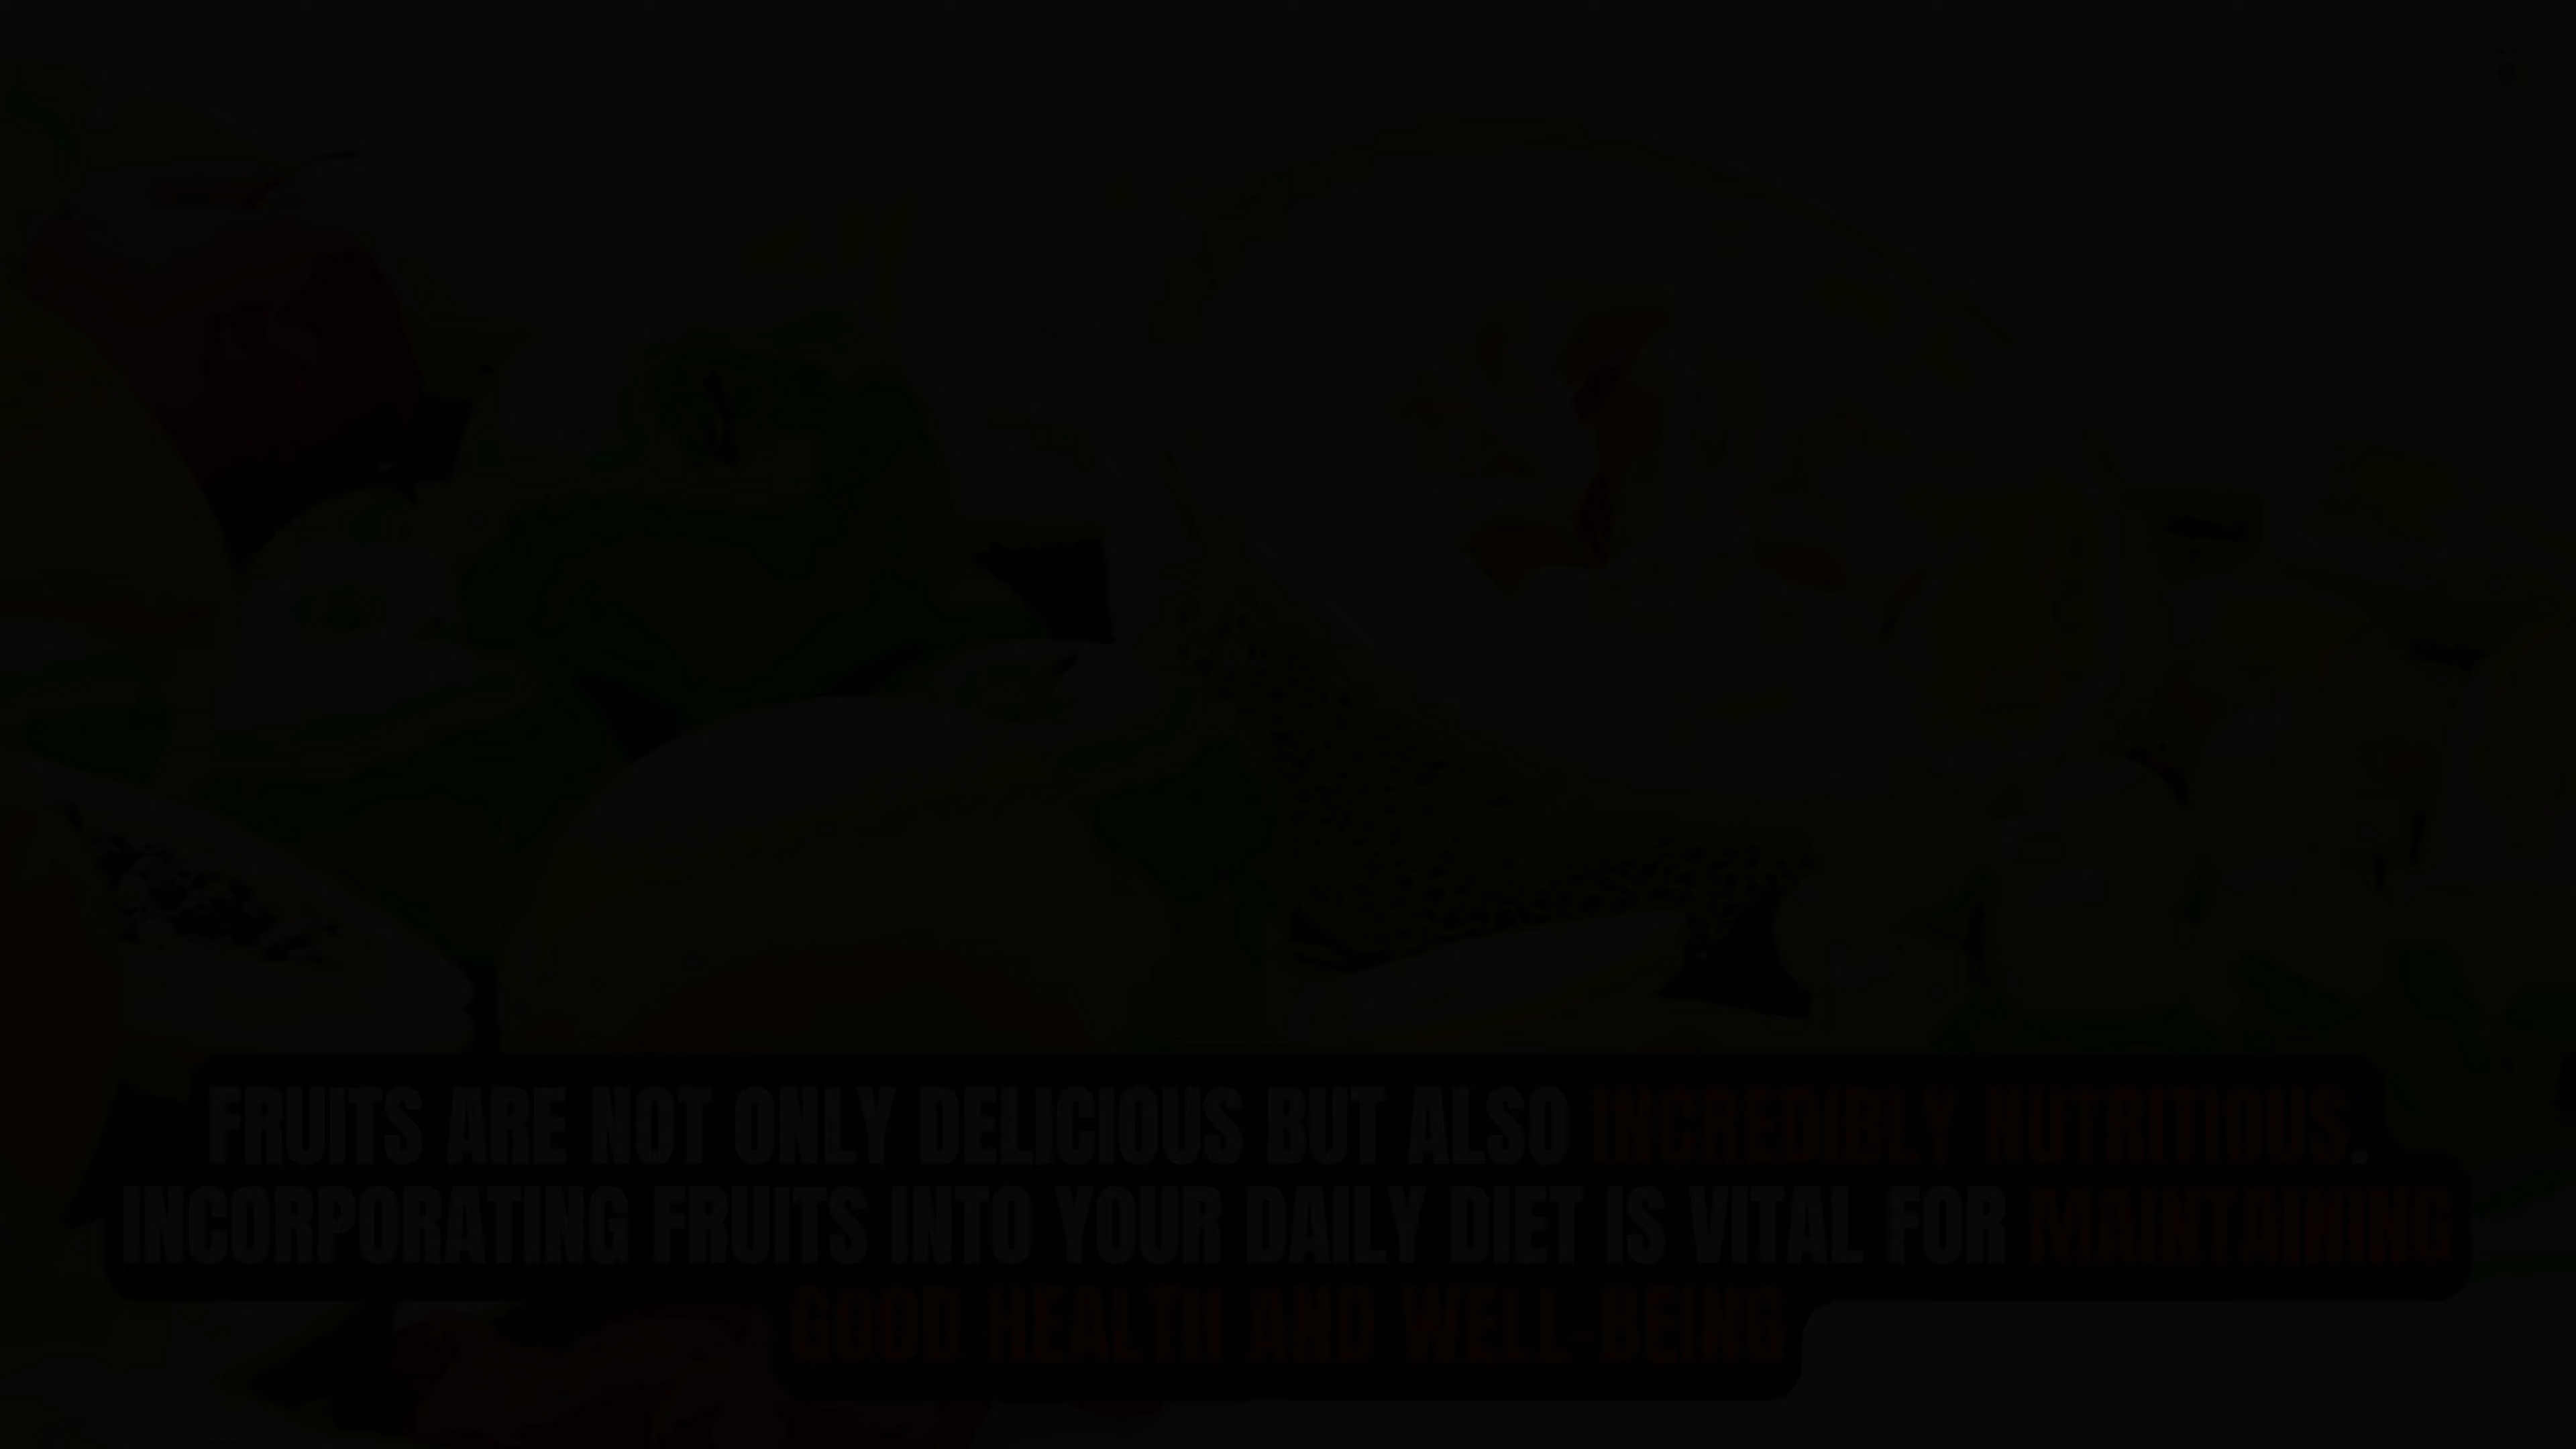 FRUITS ARE NOT ONLY DELICIOUS BUT ALSO INCREDIBLY NUTRITIOUS.
INCORPORATING FRUITS INTO YOUR DAILY DIET IS VITAL FOR MAINTAINING
GOOD HEALTH AND WELL-BEING